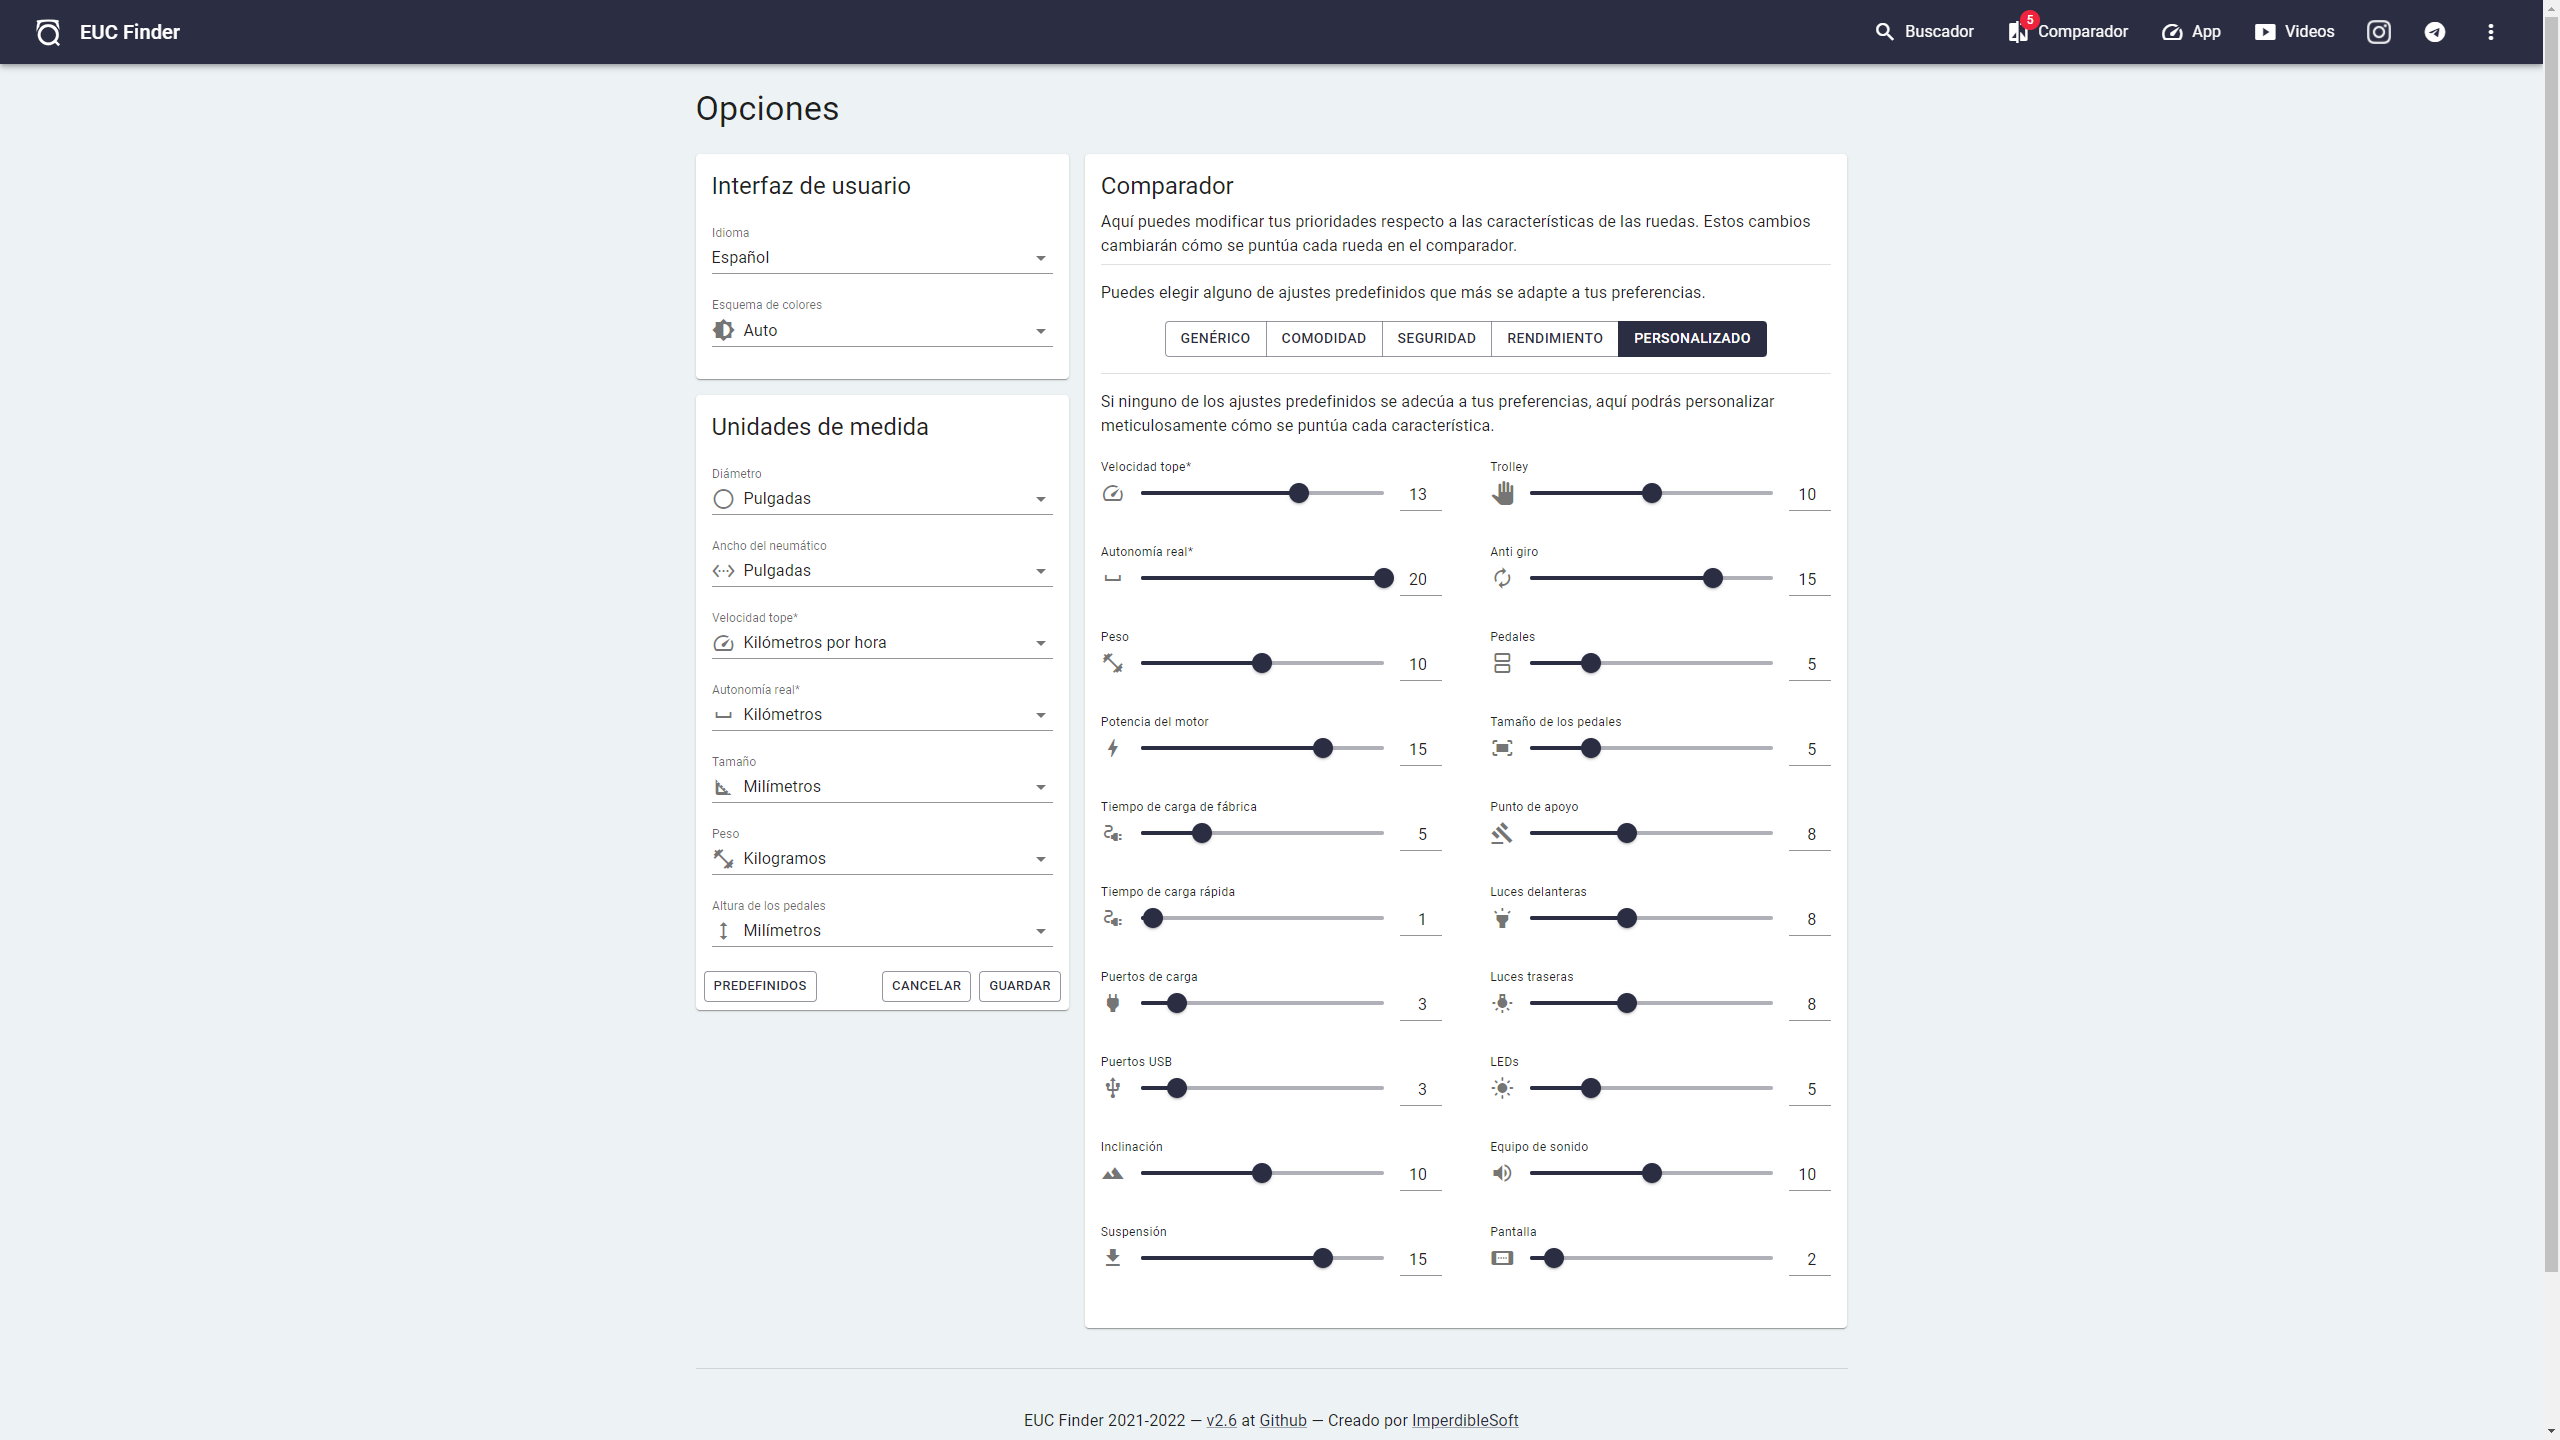 EUC Finder
Buscador
5
Comparador
App
Videos
Opciones
Interfaz de usuario
Idioma
Español
Esquema de colores
Auto
Unidades de medida
Diámetro
Pulgadas
Ancho del neumático
Pulgadas
Velocidad tope*
Kilómetros por hora
Autonomía real*
Kilómetros
Tamaño
Milímetros
Peso
Kilogramos
Altura de los pedales
Milímetros
PREDEFINIDOS
CANCELAR
GUARDAR
Comparador
Aquí puedes modificar tus prioridades respecto a las características de las ruedas. Estos cambios
cambiarán cómo se puntúa cada rueda en el comparador.
Puedes elegir alguno de ajustes predefinidos que más se adapte a tus preferencias.
GENÉRICO
COMODIDAD
SEGURIDAD
RENDIMIENTO
PERSONALIZADO
Si ninguno de los ajustes predefinidos se adecúa a tus preferencias, aquí podrás personalizar
meticulosamente cómo se puntúa cada característica.
Velocidad tope*
13
Trolley
10
Autonomía real*
20
Anti giro
15
Peso
10
Pedales
5
Potencia del motor
15
Tamaño de los pedales
5
Tiempo de carga de fábrica
5
Punto de apoyo
8
Tiempo de carga rápida
1
Luces delanteras
8
Puertos de carga
3
Luces traseras
8
Puertos USB
3
LEDs
5
Inclinación
10
Equipo de sonido
10
Suspensión
15
Pantalla
2
EUC Finder 2021-2022 — v2.6 at Github — Creado por ImperdibleSoft